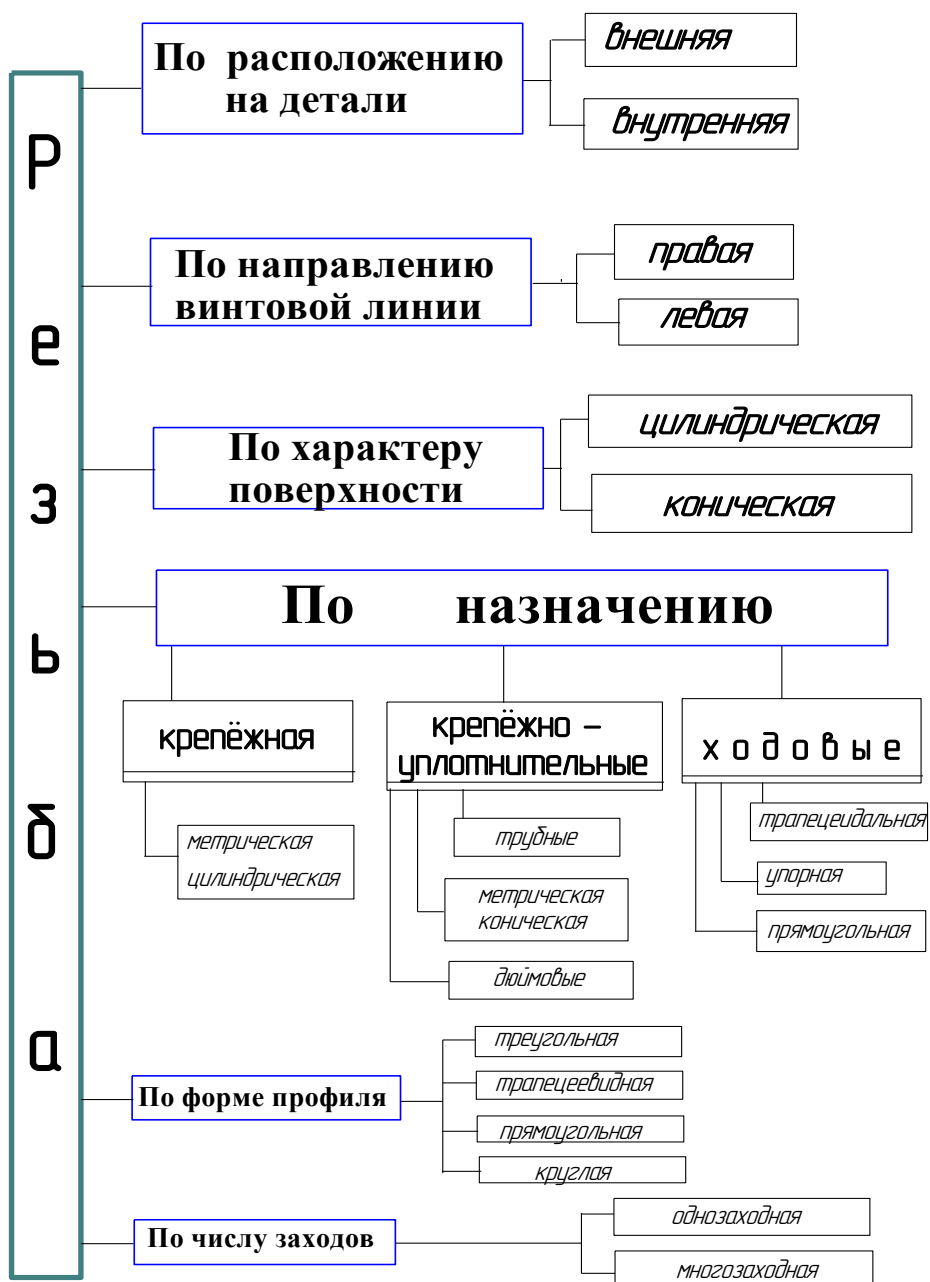 Резьба
По расположению
на детали
внешняя
внутренняя
По направлению
винтовой линии
правая
левая
По характеру
поверхности
цилиндрическая
коническая
По назначению
крепёжная
метрическая
цилиндрическая
крепёжно –
уплотнительные
трубные
метрическая
коническая
дюймовые
ходовые
трапецеидальная
упорная
прямоугольная
По форме профиля
треугольная
трапецеевидная
прямоугольная
круглая
По числу заходов
однозаходная
многозаходная